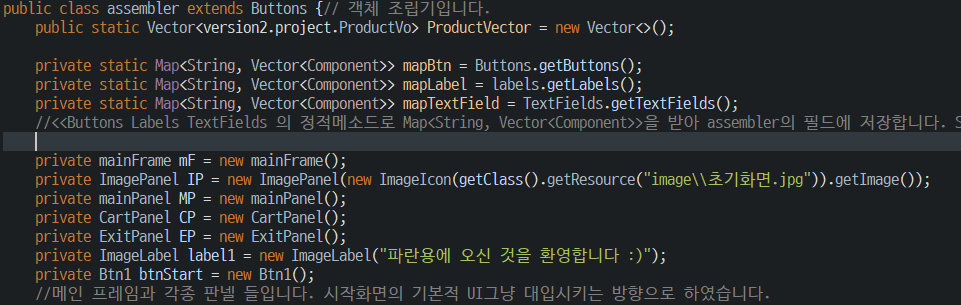 public class assembler extends Buttons {// 객체 조립기입니다.
public static Vector<version2.project.ProductVo> ProductVector = new Vector<>();
private static Map<String, Vector<Component>> mapBtn = Buttons.getButtons();
private static Map<String, Vector<Component>> mapLabel = labels.getLabels();
private static Map<String, Vector<Component>> mapTextField = TextFields.getTextFields();
//<<Buttons Labels TextFields 의 정적메소드로 Map<String, Vector<Component>>을 받아 assembler의 필드에 저장합니다. S
private mainFrame mF = new mainFrame();
private ImagePanel IP = new ImagePanel(new ImageIcon(getClass().getResource("image\\초기화면.jpg")).getImage());
private mainPanel MP = new mainPanel();
private CartPanel CP = new CartPanel();
private ExitPanel EP = new ExitPanel();
private ImageLabel label1 = new ImageLabel("파란용에 오신 것을 환영합니다 :)");
private Btn1 btnStart = new Btn1();
//메인 프레임과 각종 판넬 들입니다. 시작화면의 기본적 UI그냥 대입시키는 방향으로 하였습니다.